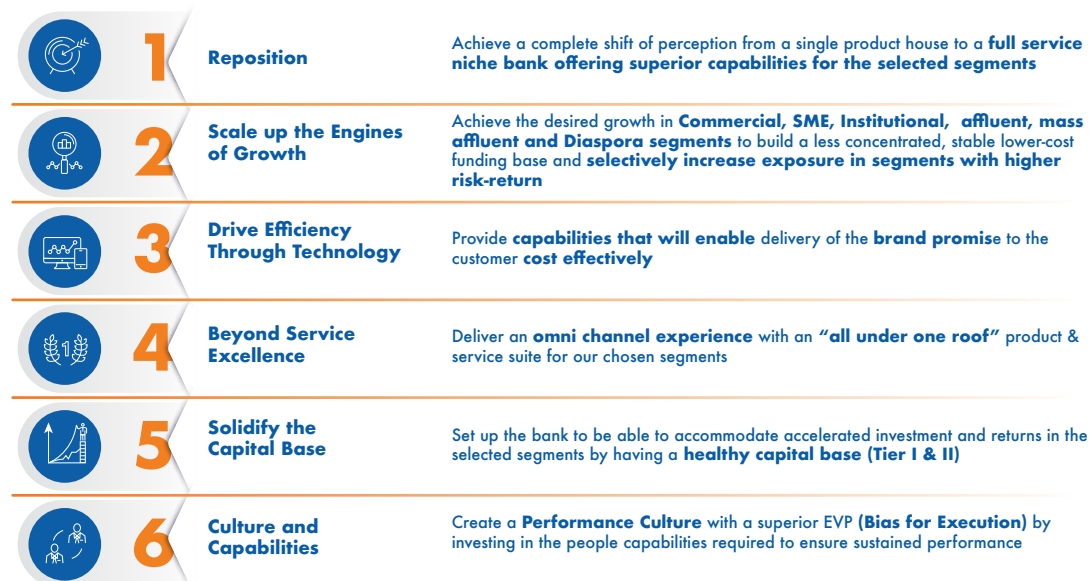 1
Reposition
Achieve a complete shift of perception from a single product house to a full service
niche bank offering superior capabilities for the selected segments
2
Scale up the Engines
of Growth
Achieve the desired growth in Commercial, SME, Institutional, affluent, mass
affluent and Diaspora segments to build a less concentrated, stable lower-cost
funding base and selectively increase exposure in segments with higher
risk-return
3
Drive Efficiency
Through Technology
Provide capabilities that will enable delivery of the brand promise to the
customer cost effectively
1
4
Beyond Service
Excellence
Deliver an omni channel experience with an “all under one roof” product &
service suite for our chosen segments
5
Solidify the
Capital Base
Set up the bank to be able to accommodate accelerated investment and returns in the
selected segments by having a healthy capital base (Tier I & II)
6
Culture and
Capabilities
Create a Performance Culture with a superior EVP (Bias for Execution) by
investing in the people capabilities required to ensure sustained performance